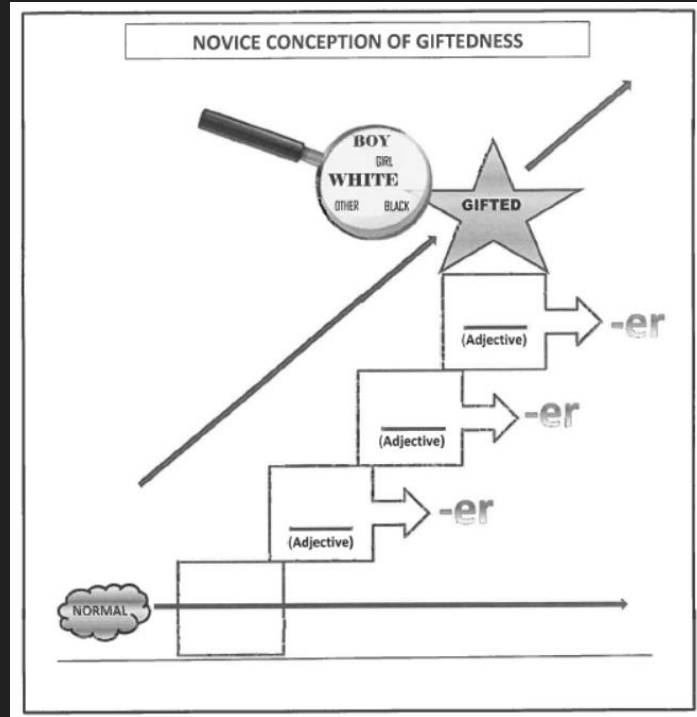 NOVICE CONCEPTION OF GIFTEDNESS
BOY
GIRL
WHITE
OTHER BLACK
GIFTED
-er
(Adjective)
-er
(Adjective)
-er
(Adjective)
NORMAL